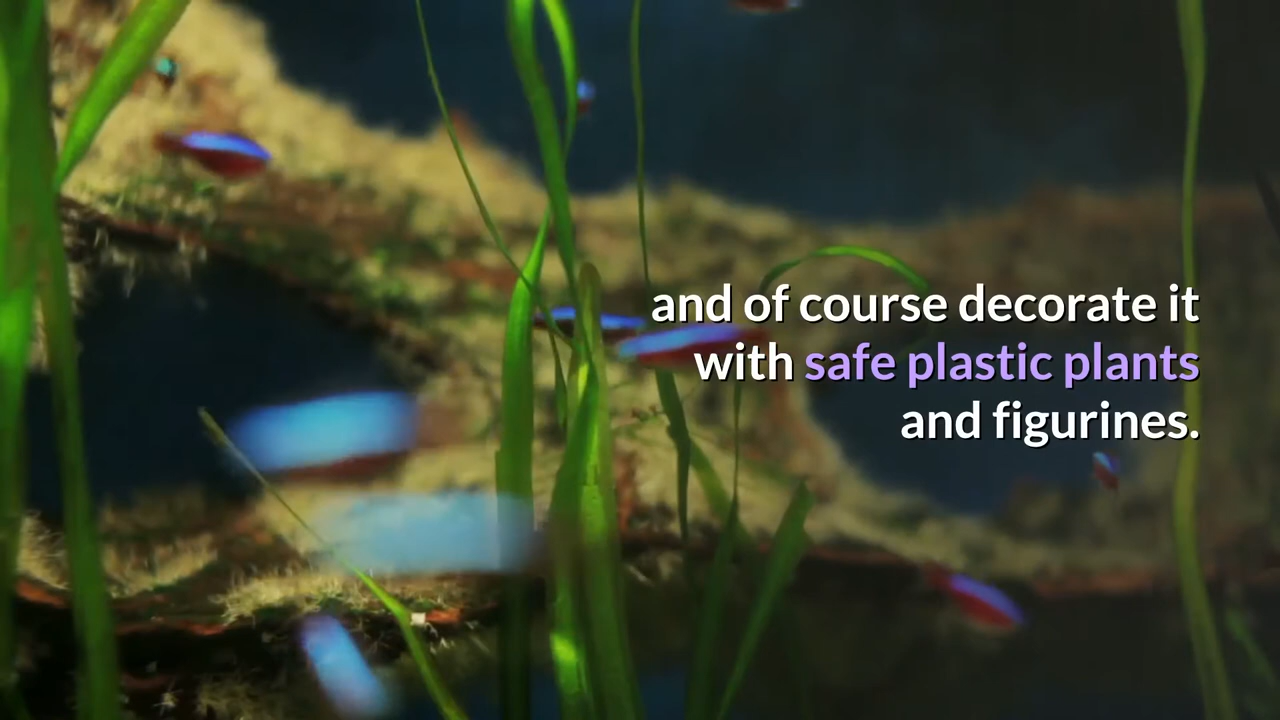 and of course decorate it
with safe plastic plants
and figurines.